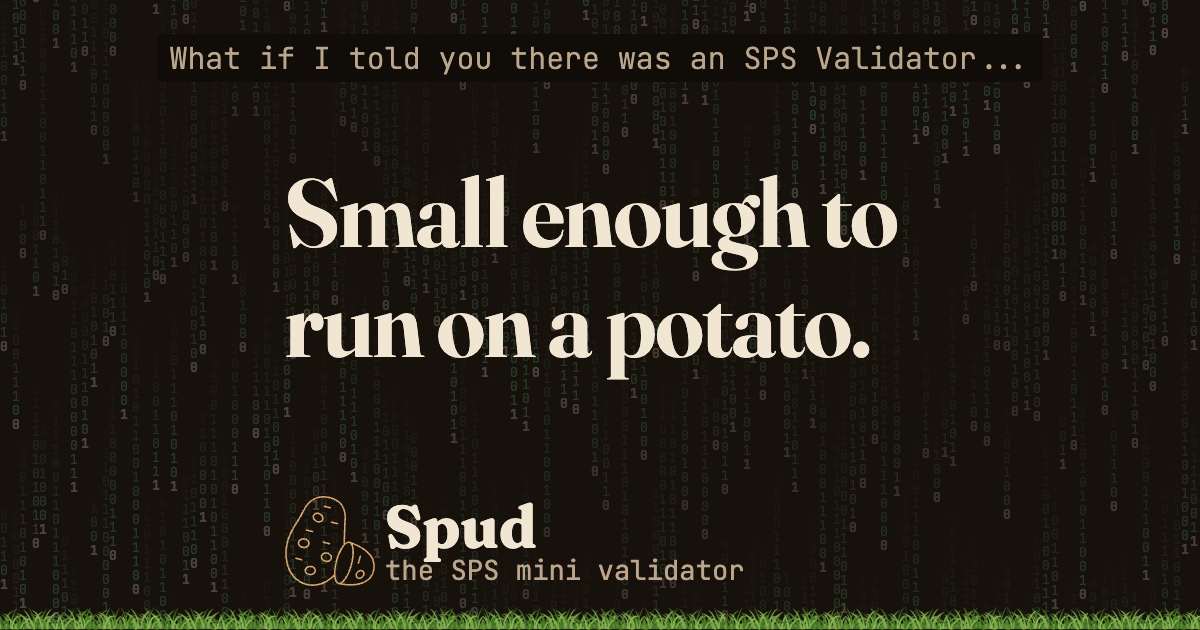 What if I told you there was an SPS Validator...
Small enough to
run on a potato.
Spud
the SPS mini validator